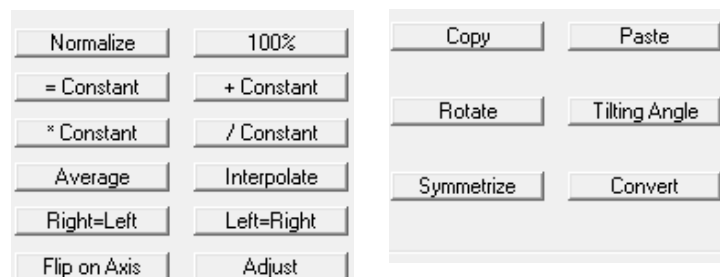 Normalize 100%
= Constant + Constant
* Constant / Constant
Average Interpolate
Right=Left Left=Right
Flip on Axis Adjust
Copy Paste
Rotate Tilting Angle
Symmetrize Convert